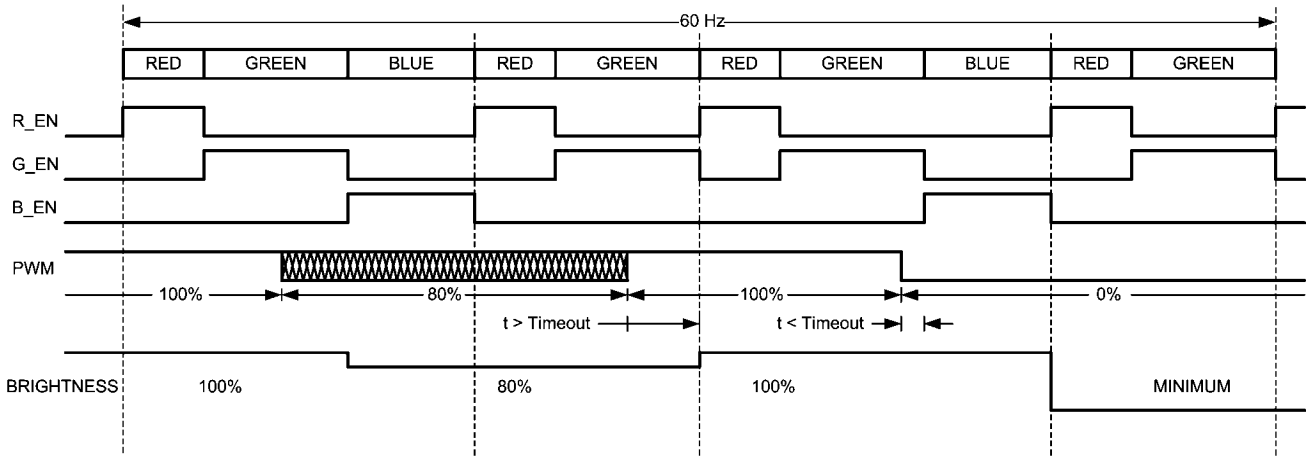 60 Hz
RED GREEN BLUE RED GREEN RED GREEN BLUE RED GREEN
R_EN
G_EN
B_EN
PWM
100% 80% 100% 0%
t > Timeout t < Timeout
BRIGHTNESS 100% 80% 100% MINIMUM